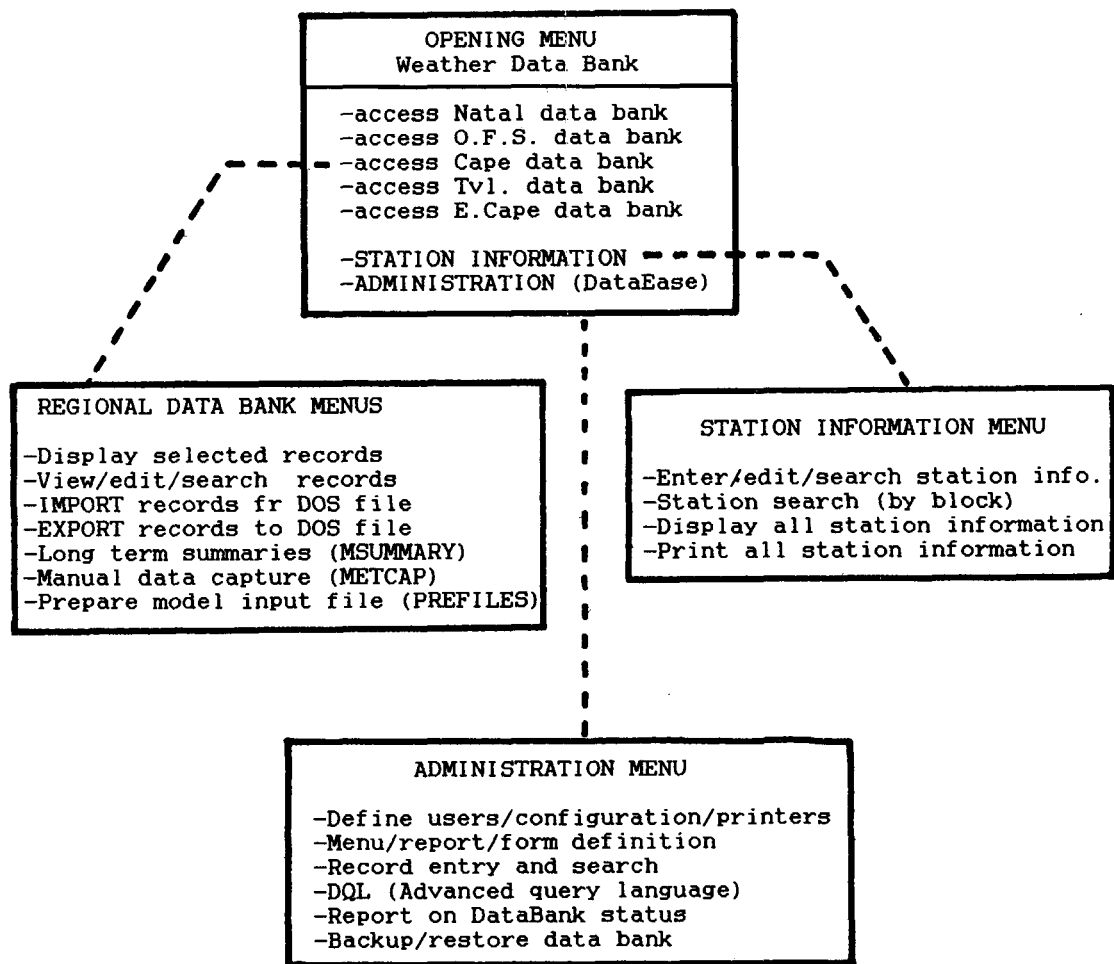 OPENING MENU
Weather Data Bank
-access Natal data bank
-access O.F.S. data bank
-access Cape data bank
-access Tvl. data bank
-access E.Cape data bank
-STATION INFORMATION
-ADMINISTRATION (DataEase)
REGIONAL DATA BANK MENUS
-Display selected records
-View/edit/search records
-IMPORT records fr DOS file
-EXPORT records to DOS file
-Long term summaries (MSUMMARY)
-Manual data capture (METCAP)
-Prepare model input file (PREFILES)
STATION INFORMATION MENU
-Enter/edit/search station info.
-Station search (by block)
-Display all station information
-Print all station information
ADMINISTRATION MENU
-Define users/configuration/printers
-Menu/report/form definition
-Record entry and search
-DQL (Advanced query language)
-Report on DataBank status
-Backup/restore data bank